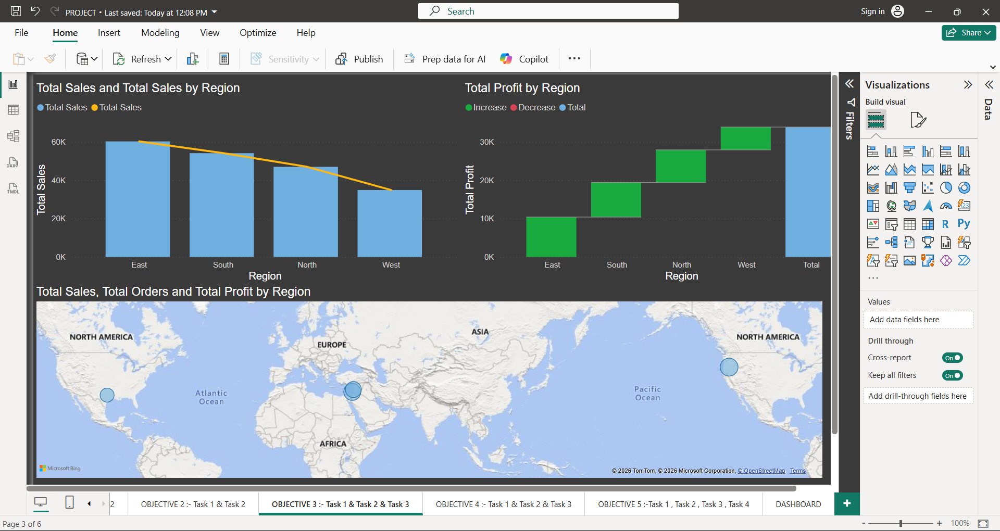 PROJECT • Last saved: Today at 12:08 PM
Search
Sign in
File
Home
Insert
Modeling
View
Optimize
Help
Share
Refresh
Sensitivity
Publish
Prep data for AI
Copilot
DAX
TMDL
Total Sales and Total Sales by Region
Total Sales
Total Sales
Total Sales
60K
40K
20K
0K
East
South
North
West
Region
Total Profit by Region
Increase
Decrease
Total
Total Profit
30K
20K
10K
0K
East
South
North
West
Total
Region
Total Sales, Total Orders and Total Profit by Region
NORTH AMERICA
EUROPE
ASIA
NORTH AMERICA
Atlantic
Ocean
Pacific
Ocean
AFRICA
Microsoft Bing
© 2026 TomTom, © 2026 Microsoft Corporation, © OpenStreetMap Terms
Filters
Visualizations
Build visual
123
R
Py
Values
Add data fields here
Drill through
Cross-report
On
Keep all filters
On
Add drill-through fields here
Data
2
OBJECTIVE 2 :- Task 1 & Task 2
OBJECTIVE 3 :- Task 1 & Task 2 & Task 3
OBJECTIVE 4 :- Task 1 & Task 2 & Task 3
OBJECTIVE 5 :-Task 1 , Task 2 , Task 3 , Task 4
DASHBOARD
Page 3 of 6
100%